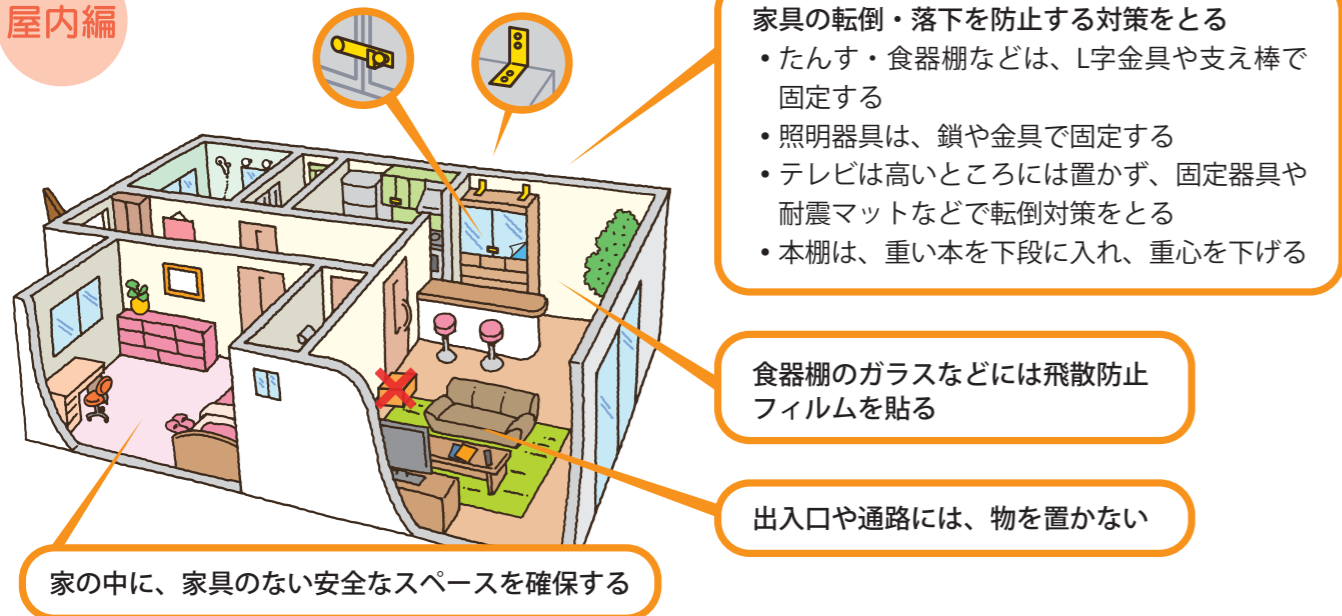 屋内編
家具の転倒・落下を防止する対策をとる
• たんす・食器棚などは、L字金具や支え棒で
固定する
• 照明器具は、鎖や金具で固定する
• テレビは高いところには置かず、固定器具や
耐震マットなどで転倒対策をとる
• 本棚は、重い本を下段に入れ、重心を下げる
食器棚のガラスなどには飛散防止
フィルムを貼る
出入口や通路には、物を置かない
家の中に、家具のない安全なスペースを確保する